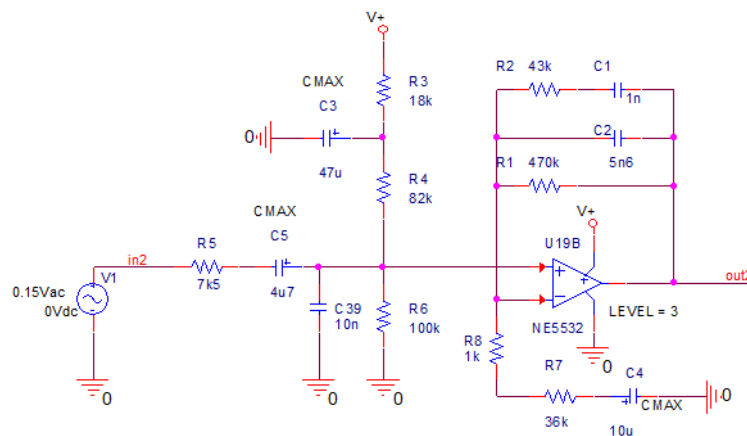 V+
R2 43k C1
1n
CMAX
C3
R3
18k
0
47u
C2
5n6
R1 470k
R4
82k
V+
CMAX
C5
U19B
in2
R5
7k5
4u7
V1
0.15Vac
0Vdc
C39
10n
R6
100k
out2
LEVEL = 3
NE5532
R8
1k
0
R7
36k
C4
CMAX
10u
0
0
0
0